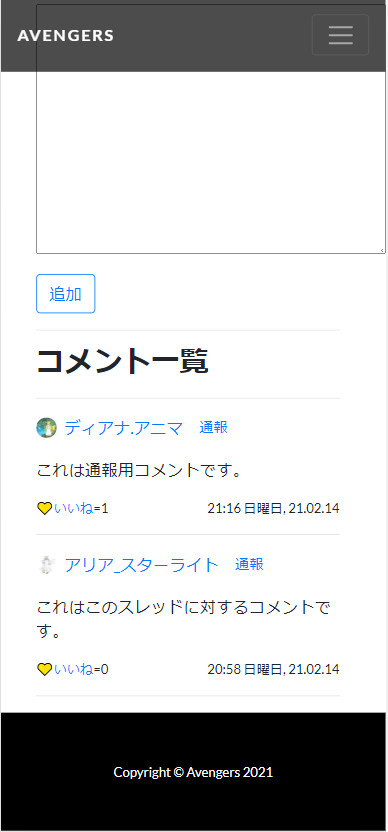 AVENGERS
追加
コメント一覧
ディアナ.アニマ 通報
これは通報用コメントです。
いいね=1 21:16 日曜日, 21.02.14
アリア_スターライト 通報
これはこのスレッドに対するコメントで
す。
いいね=0 20:58 日曜日, 21.02.14
Copyright © Avengers 2021